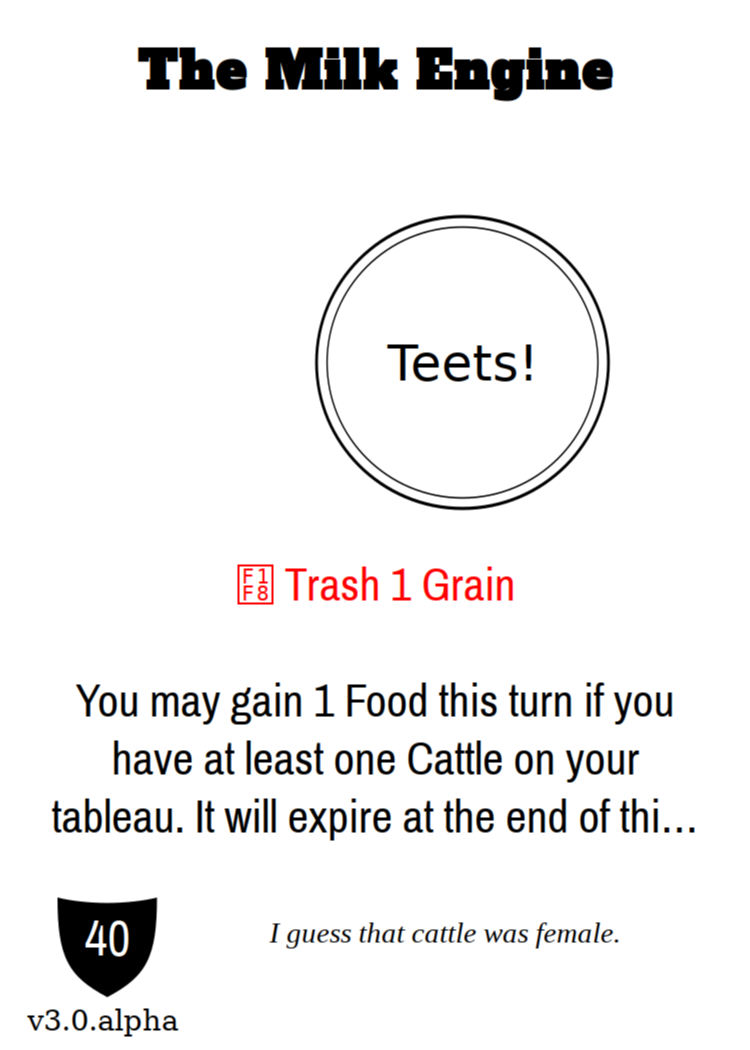 The Milk Engine
Teets!
Trash 1 Grain
You may gain 1 Food this turn if you
have at least one Cattle on your
tableau. It will expire at the end of thi…
40
I guess that cattle was female.
v3.0.alpha